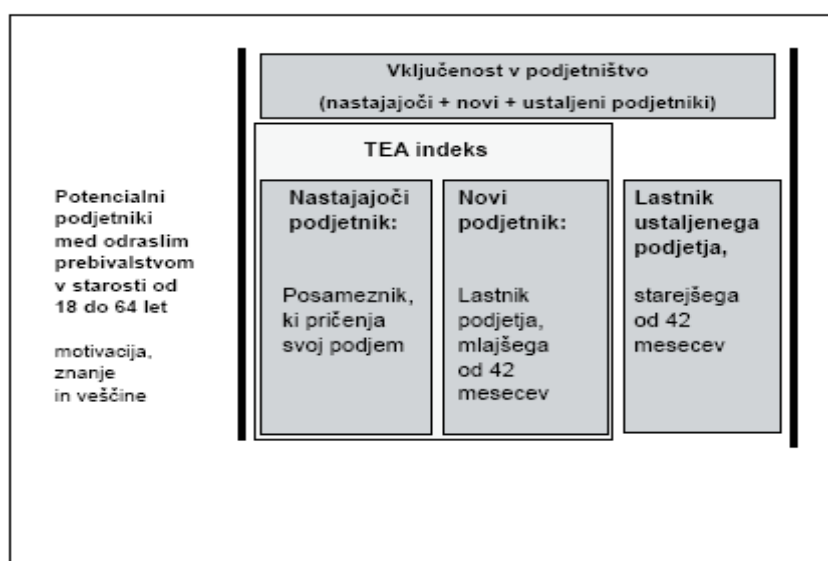 Vključenost v podjetništvo
(nastajajoči + novi + ustaljeni podjetniki)
TEA indeks
Potencialni
podjetniki
med odraslim
prebivalstvom
v starosti od
18 do 64 let
motivacija,
znanje
in veščine
Nastajajoči
podjetnik:
Posameznik,
ki pričenja
svoj podjem
Novi
podjetnik:
Lastnik
podjetja,
mlajšega
od 42
mesecev
Lastnik
ustaljenega
podjetja,
starejšega
od 42
mesecev